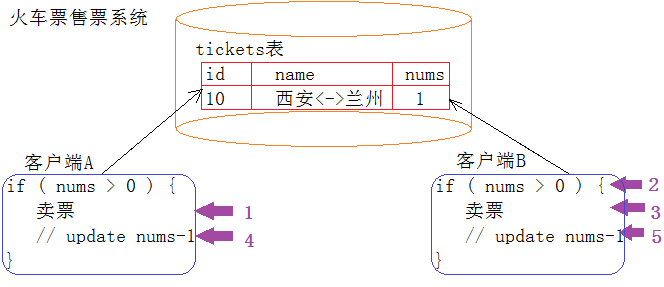 火车票售票系统
tickets表
id name nums
10 西安<->兰州 1
客户端A
if ( nums > 0 ) {
卖票 1
// update nums-1 4
}
客户端B
if ( nums > 0 ) { 2
卖票 3
// update nums-1 5
}